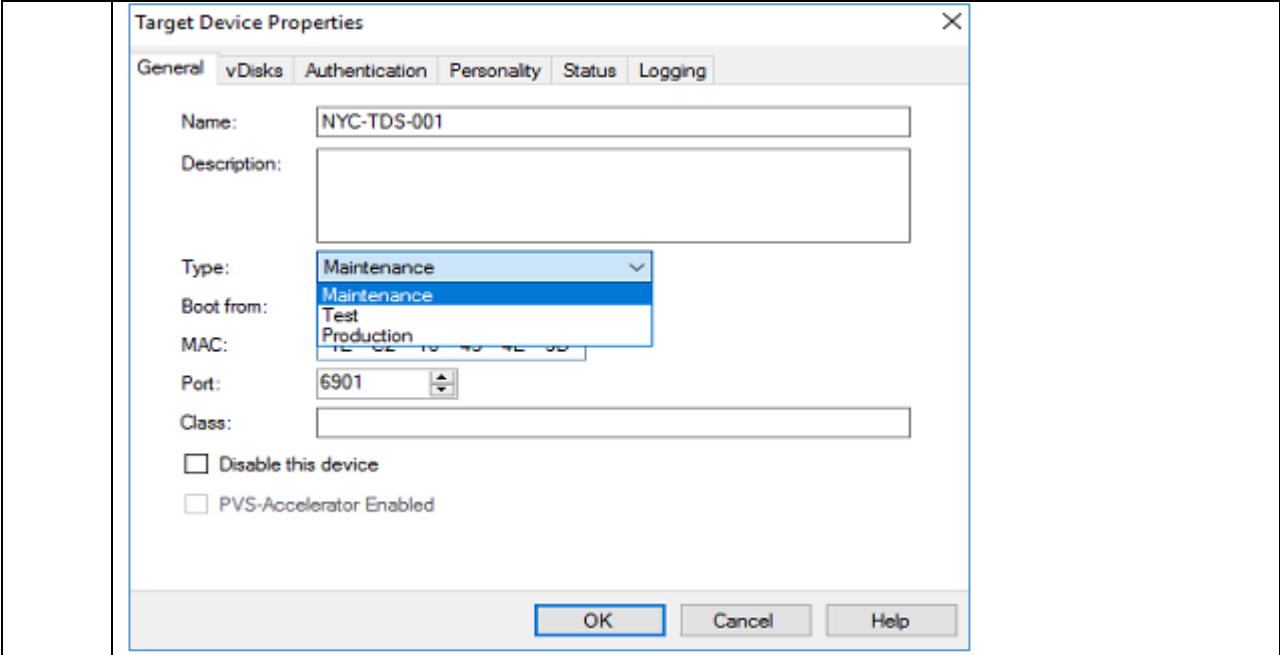 Target Device Properties
General vDisks Authentication Personality Status Logging
Name: NYC-TDS-001
Description:
Type: Maintenance
Maintenance
Boot from:
Test
Production
MAC:
Port: 6901
Class:
Disable this device
PVS-Accelerator Enabled
OK Cancel Help